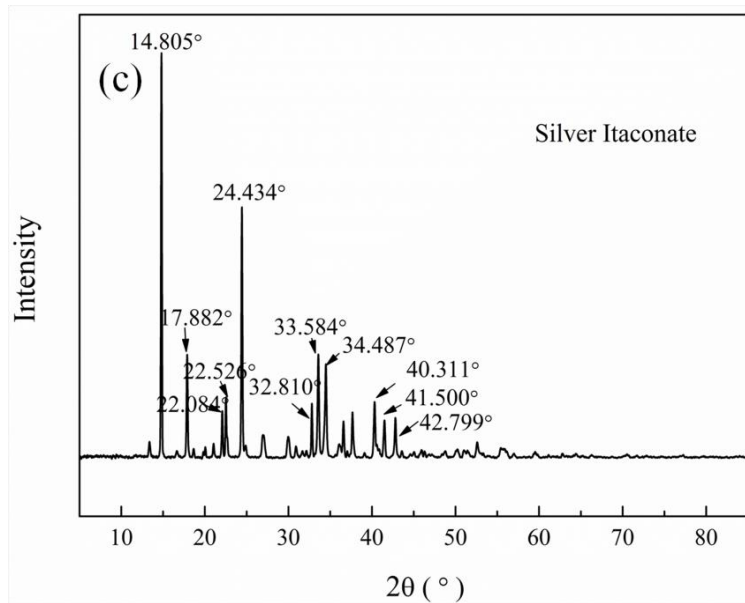 14.805°
(c)
Silver Itaconate
24.434°
17.882°
33.584°
34.487°
22.526°
32.810°
40.311°
22.084°
41.500°
42.799°
Intensity
10 20 30 40 50 60 70 80
2θ ( ° )